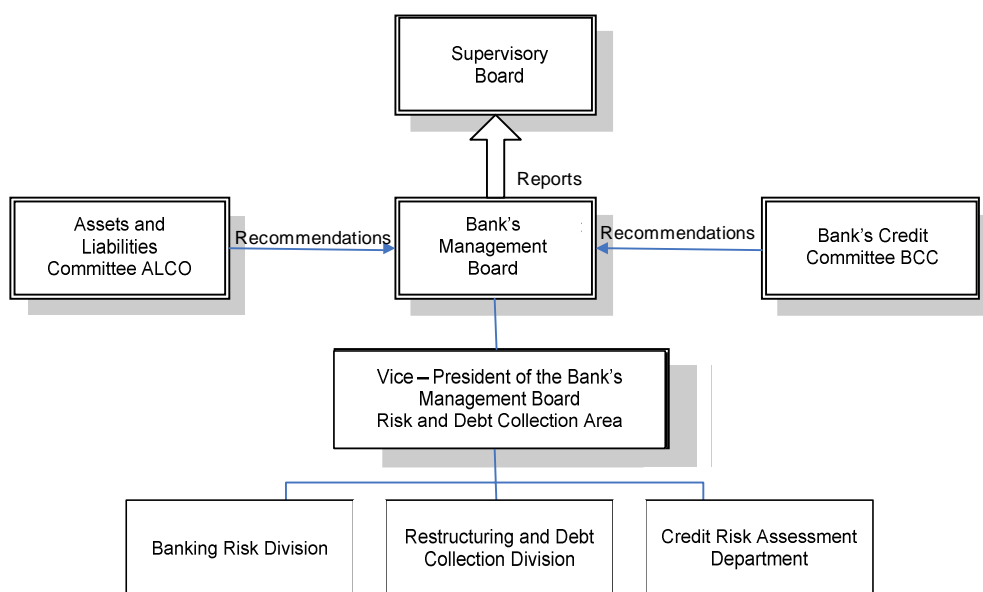 Supervisory
Board
Reports
Assets and
Liabilities
Committee ALCO
Recommendations
Bank's
Management
Board
Recommendations
Bank's Credit
Committee BCC
Vice – President of the Bank's
Management Board
Risk and Debt Collection Area
Banking Risk Division
Restructuring and Debt
Collection Division
Credit Risk Assessment
Department